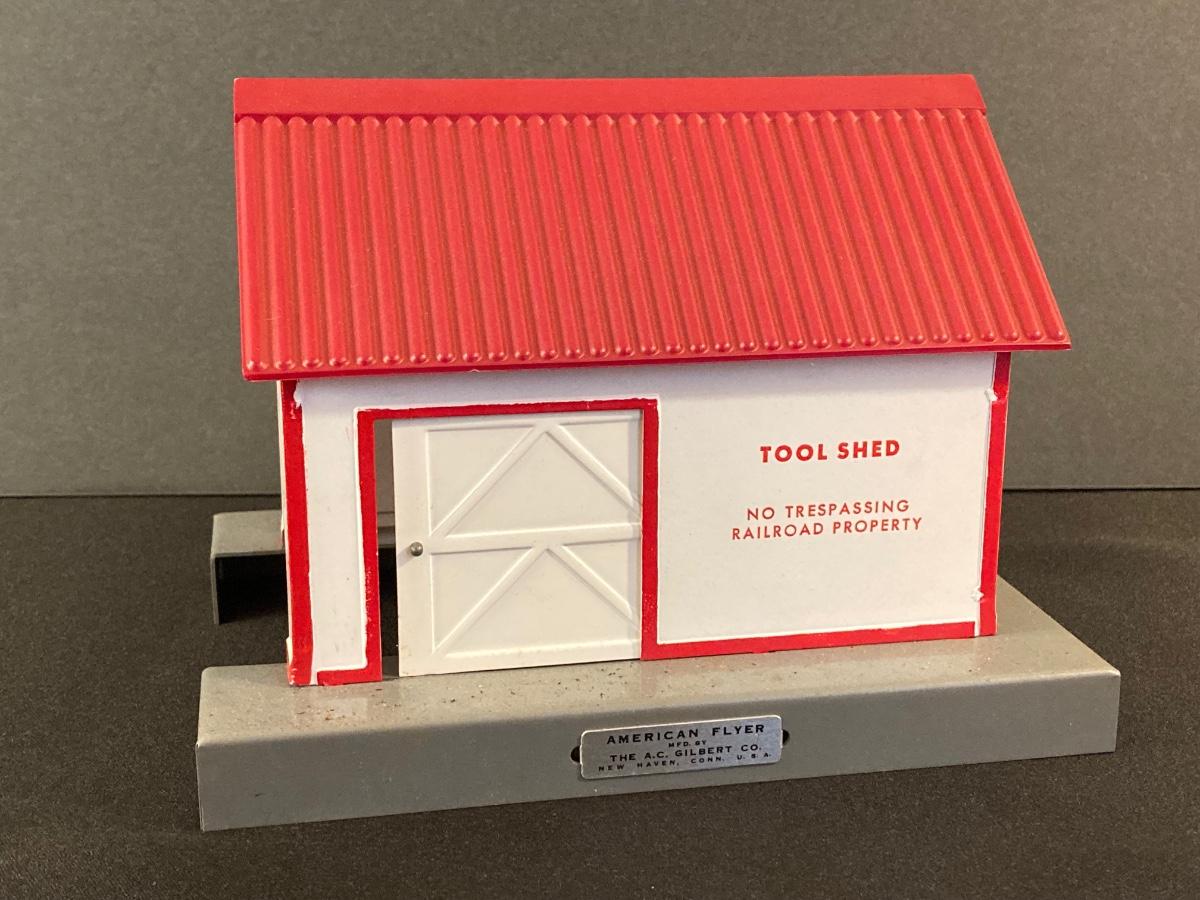 TOOL SHED
NO TRESPASSING
RAILROAD PROPERTY
AMERICAN FLYER
MFD. BY
THE A.C. GILBERT CO.
NEW HAVEN, CONN. U. S. A.